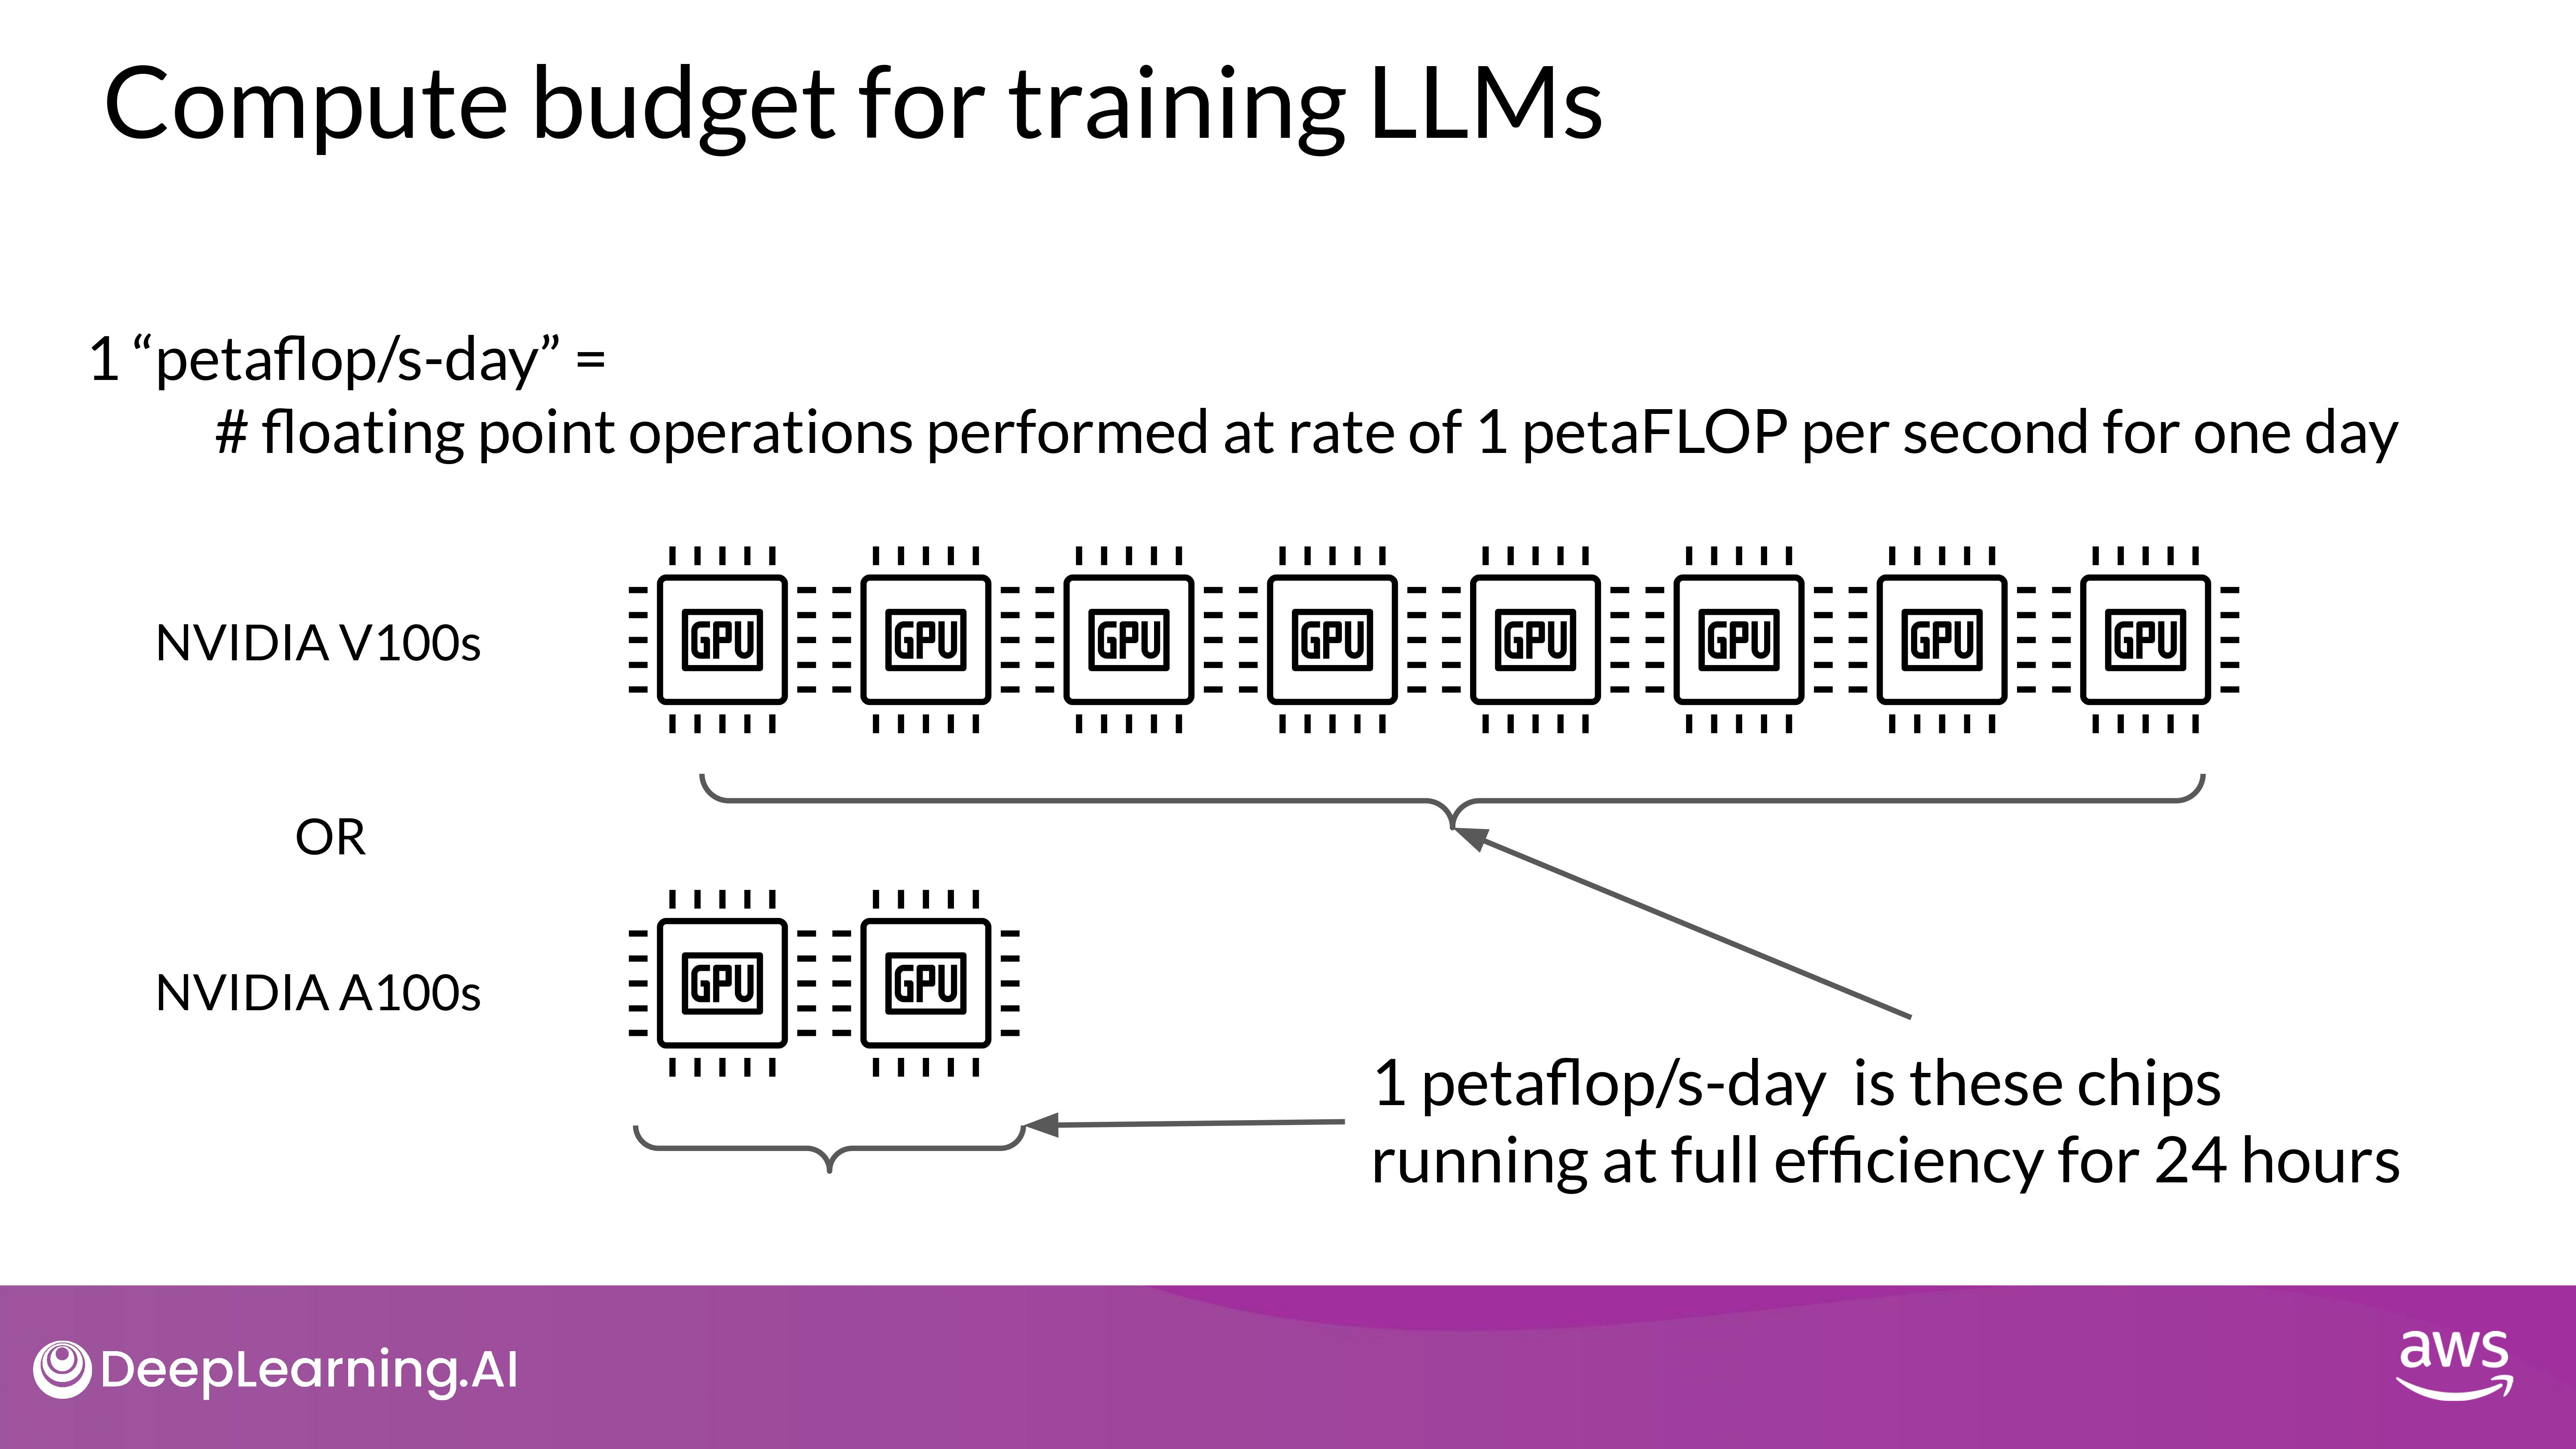 Compute budget for training LLMs
1 “petaflop/s-day” =
# floating point operations performed at rate of 1 petaFLOP per second for one day
NVIDIA V100s
GPU GPU GPU GPU GPU GPU GPU GPU
OR
NVIDIA A100s
GPU GPU
1 petaflop/s-day is these chips
running at full efficiency for 24 hours
DeepLearning.AI
aws